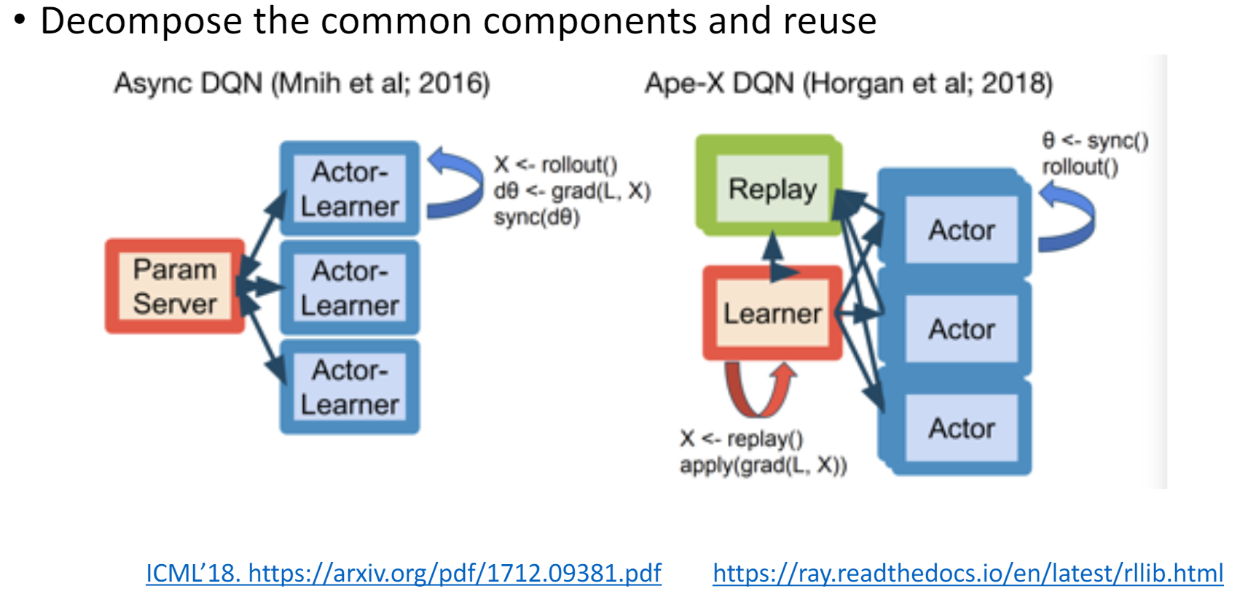 • Decompose the common components and reuse
Async DQN (Mnih et al; 2016)
Param
Server
Actor-
Learner
Actor-
Learner
Actor-
Learner
X <- rollout()
dθ <- grad(L, X)
sync(dθ)
Ape-X DQN (Horgan et al; 2018)
Replay
Learner
X <- replay()
apply(grad(L, X))
Actor
Actor
Actor
θ <- sync()
rollout()
ICML’18. https://arxiv.org/pdf/1712.09381.pdf
https://ray.readthedocs.io/en/latest/rllib.html